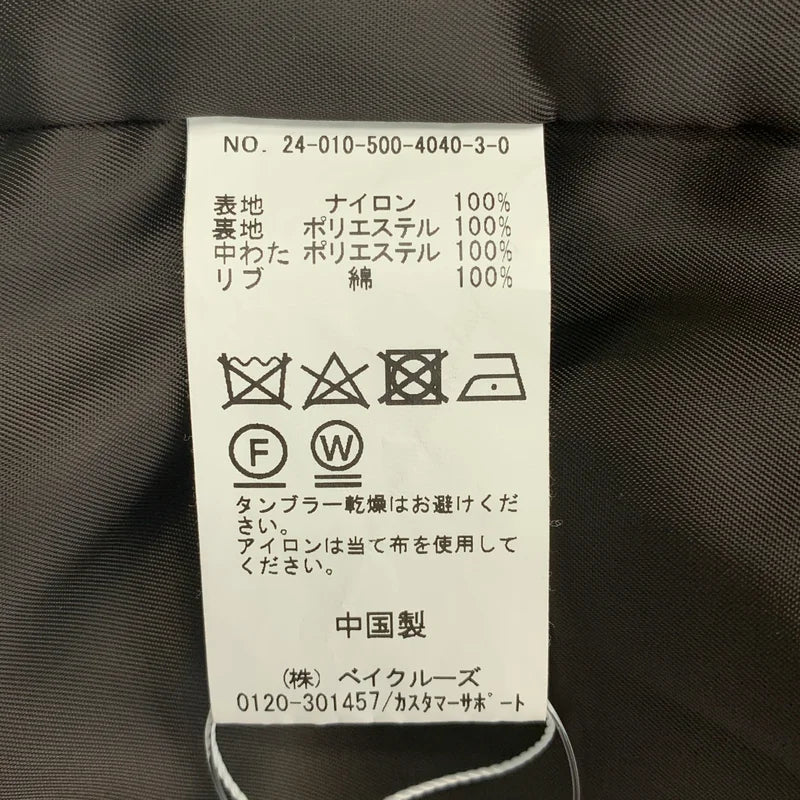 NO. 24-010-500-4040-3-0
表地 ナイロン 100%
裏地 ポリエステル 100%
中わた ポリエステル 100%
リブ 綿 100%
F W
タンブラー乾燥はお避けくだ
さい。
アイロンは当て布を使用して
ください。
中国製
(株) ベイクルーズ
0120-301457/ｶｽﾀﾏｰｻﾎﾟｰﾄ